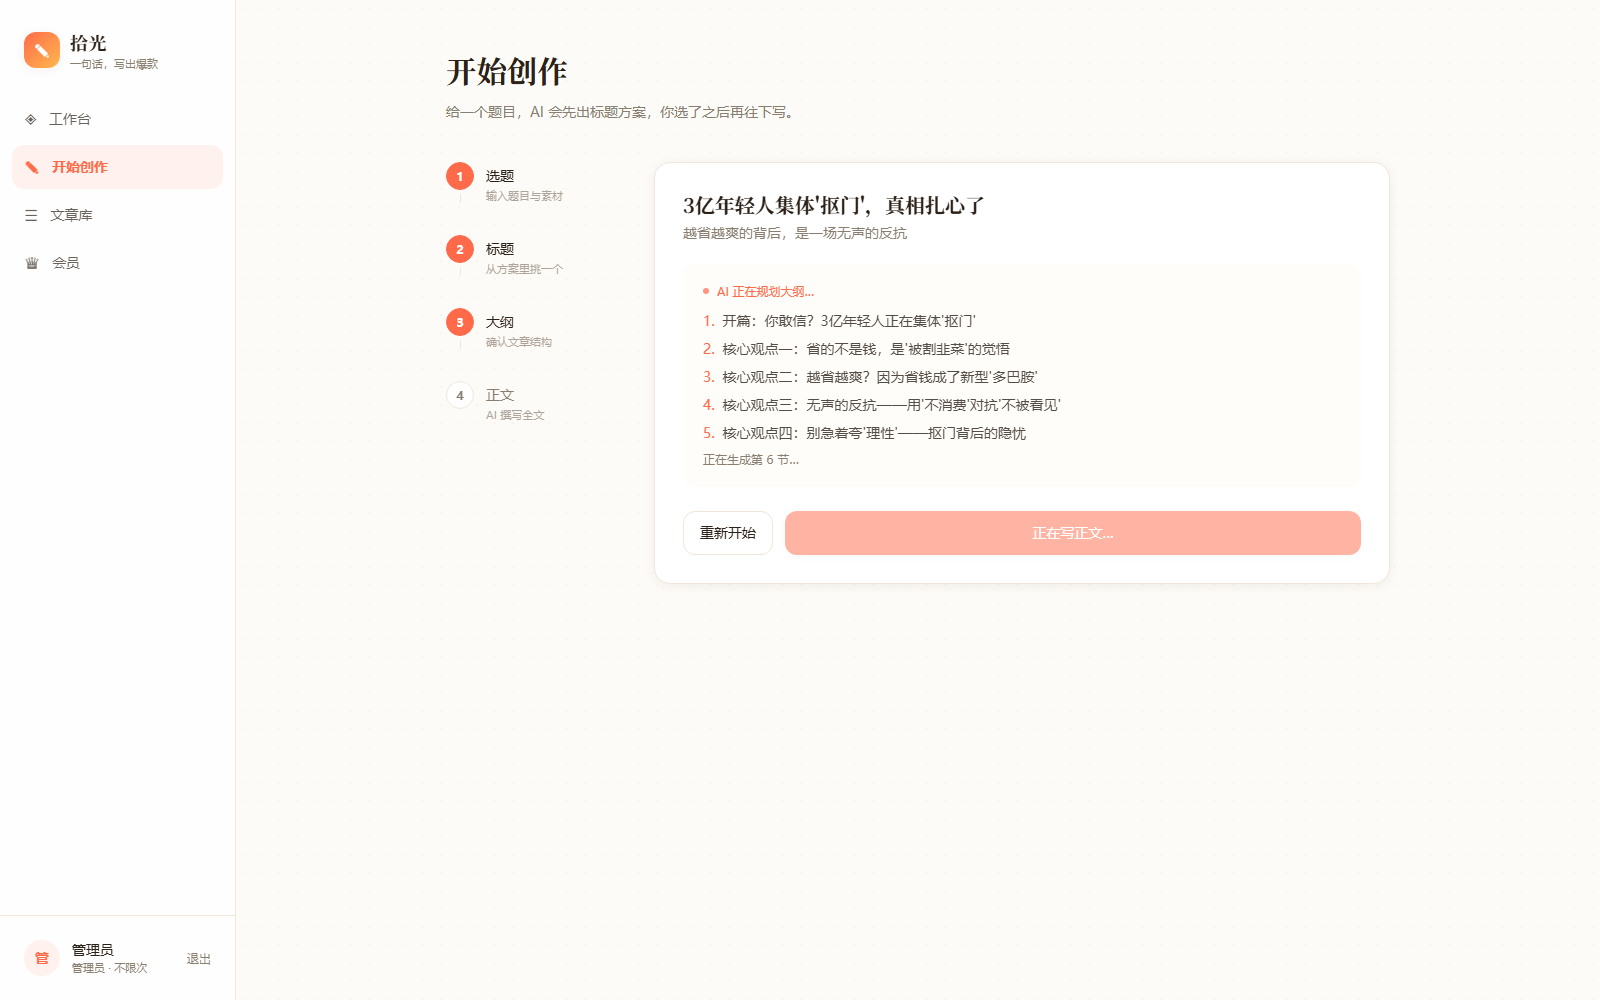 拾光
一句话，写出爆款
工作台
开始创作
文章库
会员
管
管理员
管理员 · 不限次
退出
开始创作
给一个题目，AI 会先出标题方案，你选了之后再往下写。
1
选题
输入题目与素材
2
标题
从方案里挑一个
3
大纲
确认文章结构
4
正文
AI 撰写全文
3亿年轻人集体'抠门'，真相扎心了
越省越爽的背后，是一场无声的反抗
AI 正在规划大纲...
1. 开篇：你敢信？3亿年轻人正在集体'抠门'
2. 核心观点一：省的不是钱，是'被割韭菜'的觉悟
3. 核心观点二：越省越爽？因为省钱成了新型'多巴胺'
4. 核心观点三：无声的反抗——用'不消费'对抗'不被看见'
5. 核心观点四：别急着夸'理性'——抠门背后的隐忧
正在生成第 6 节...
重新开始
正在写正文...